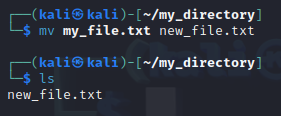 ┌──(kali㉿kali)-[~/my_directory]
└─$ mv my_file.txt new_file.txt
┌──(kali㉿kali)-[~/my_directory]
└─$ ls
new_file.txt